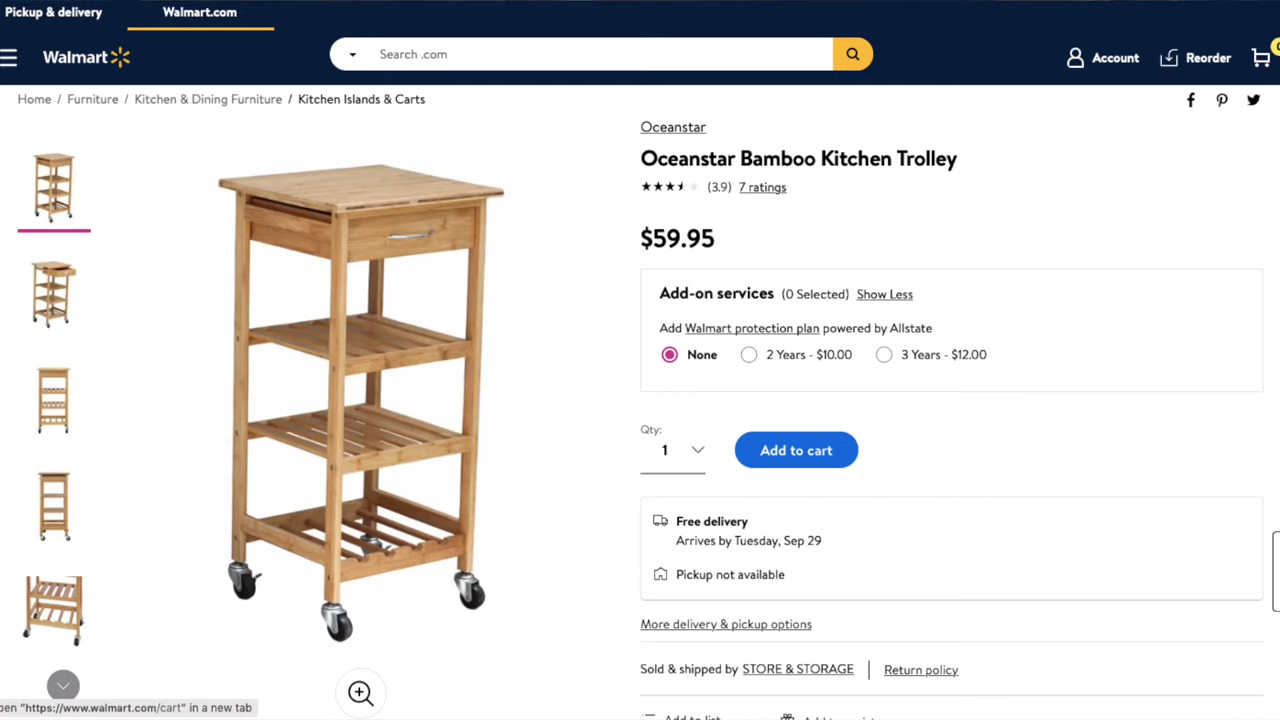 Pickup & delivery
Walmart.com
Walmart
Search .com
Account
Reorder
Home / Furniture / Kitchen & Dining Furniture / Kitchen Islands & Carts
Oceanstar
Oceanstar Bamboo Kitchen Trolley
(3.9) 7 ratings
$59.95
Add-on services (0 Selected) Show Less
Add Walmart protection plan powered by Allstate
None 2 Years - $10.00 3 Years - $12.00
Qty:
1
Add to cart
Free delivery
Arrives by Tuesday, Sep 29
Pickup not available
More delivery & pickup options
Sold & shipped by STORE & STORAGE | Return policy
pen "https://www.walmart.com/cart" in a new tab
Add to list